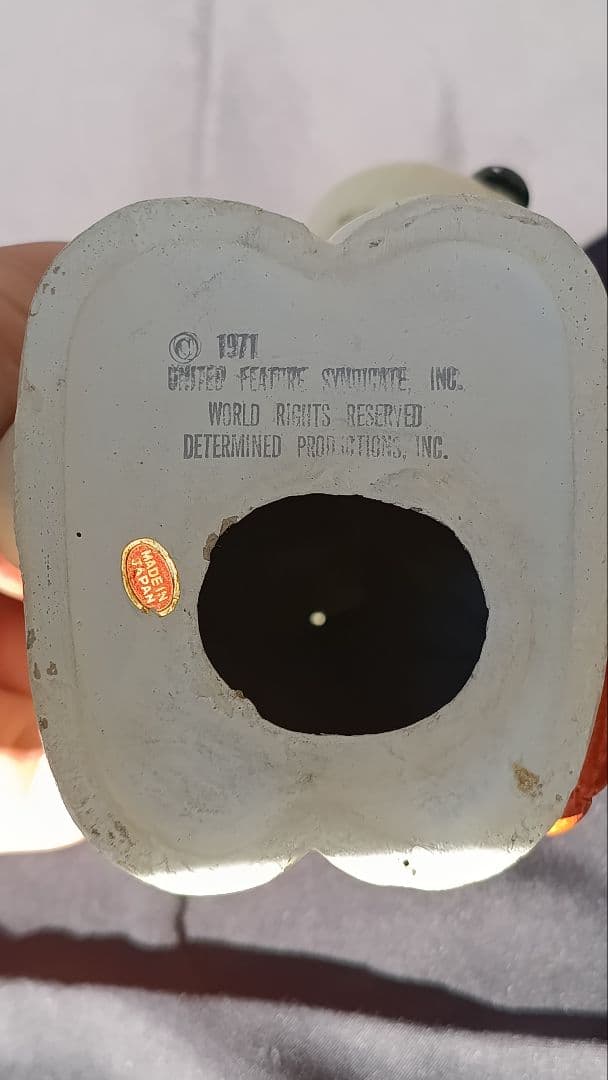 © 1971
UNITED FEATURE SYNDICATE, INC.
WORLD RIGHTS RESERVED
DETERMINED PRODUCTIONS, INC.
MADE IN
JAPAN